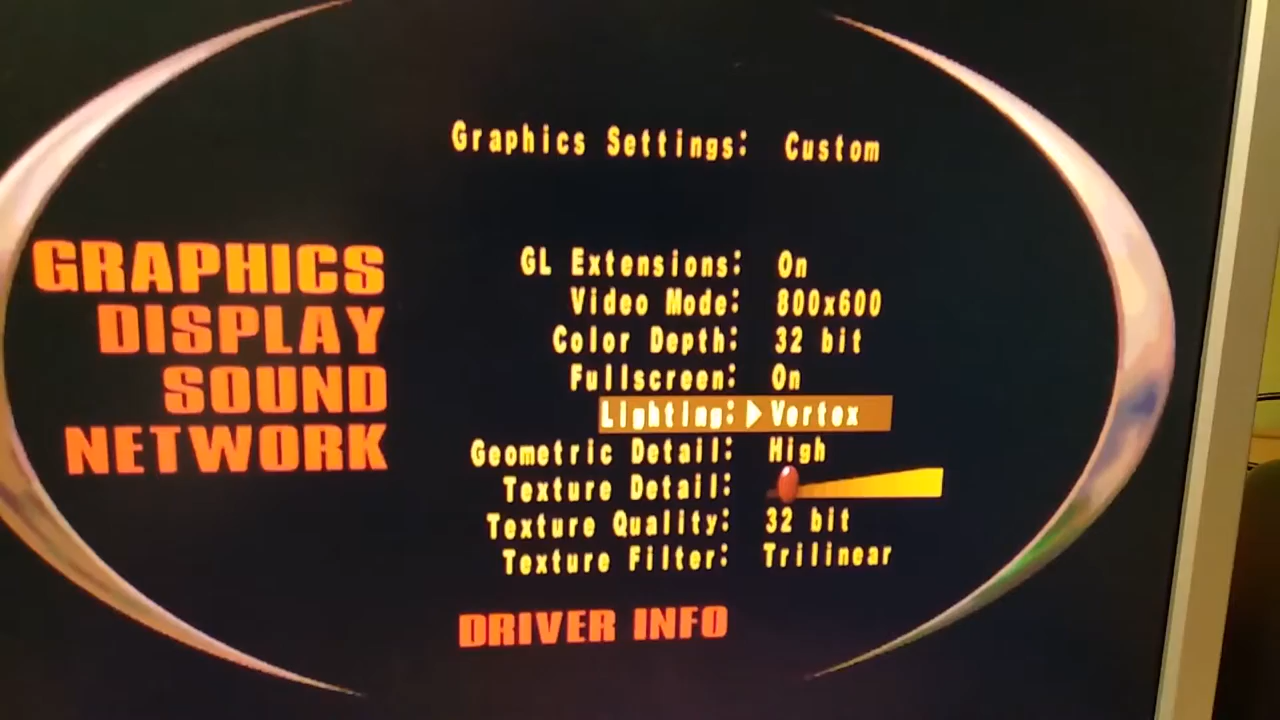 Graphics Settings: Custom
GRAPHICS
DISPLAY
SOUND
NETWORK
GL Extensions: On
Video Mode: 800x600
Color Depth: 32 bit
Fullscreen: On
Lighting: Vertex
Geometric Detail: High
Texture Detail:
Texture Quality: 32 bit
Texture Filter: Trilinear
DRIVER INFO